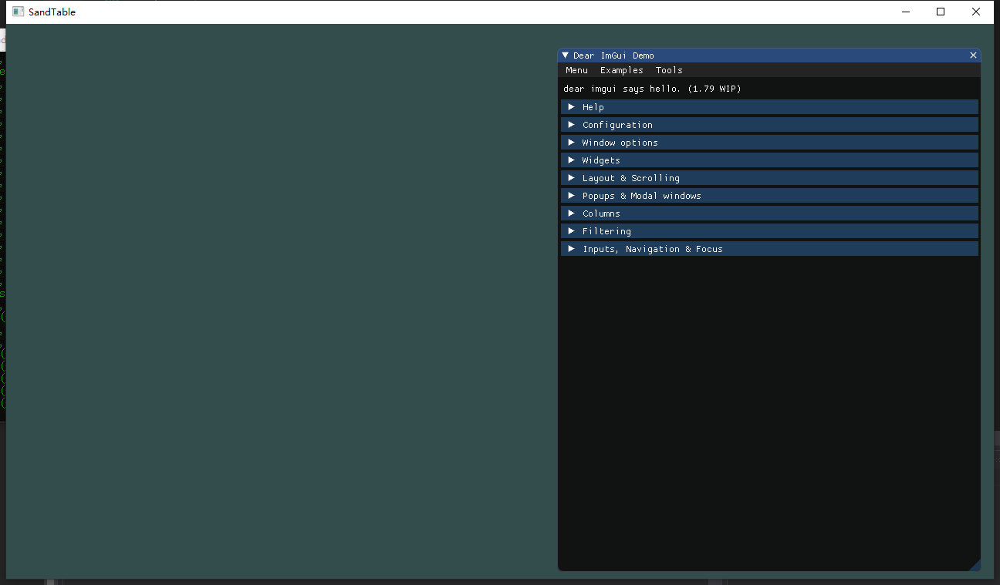 SandTable
Dear ImGui Demo
Menu Examples Tools
dear imgui says hello. (1.79 WIP)
Help
Configuration
Window options
Widgets
Layout & Scrolling
Popups & Modal windows
Columns
Filtering
Inputs, Navigation & Focus